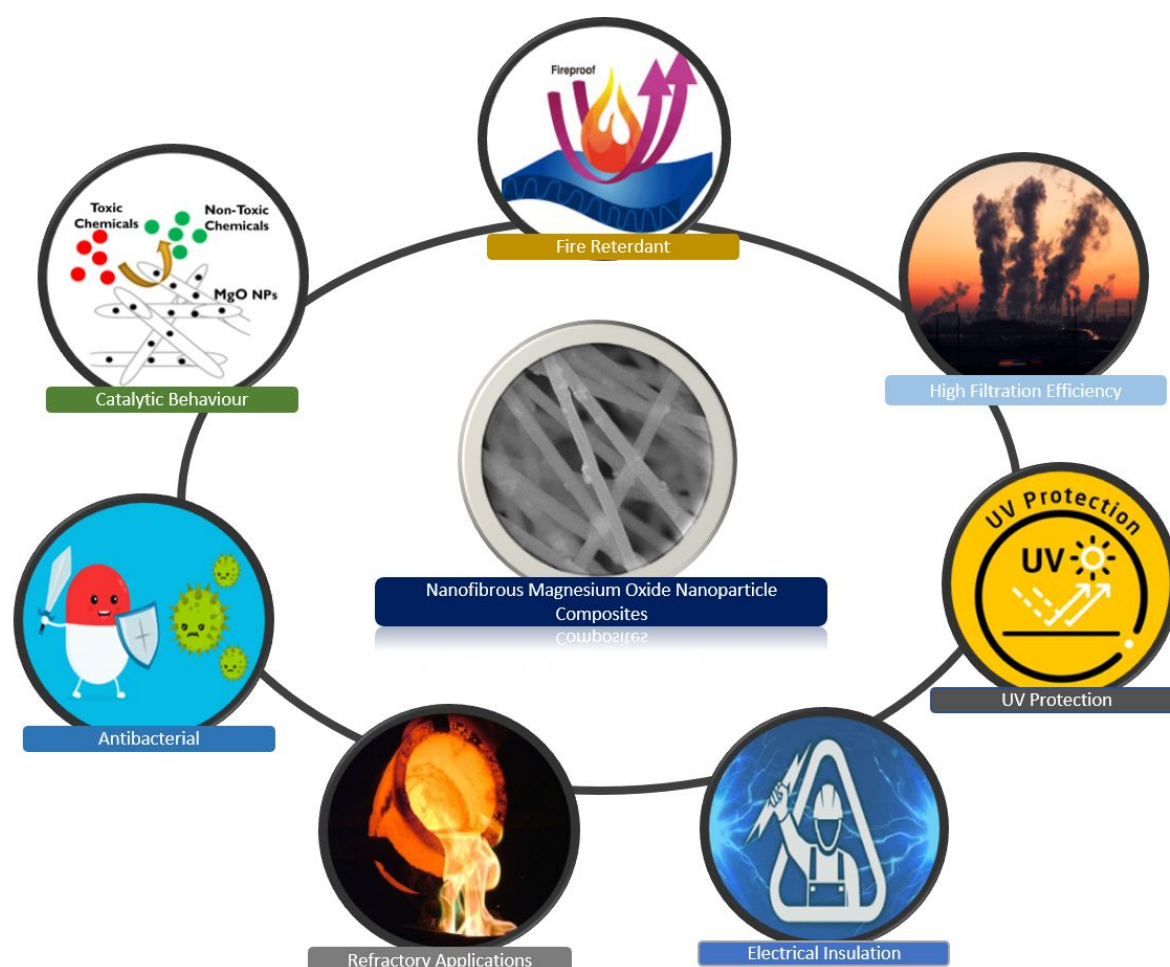 Fireproof
Fire Reterdant
Toxic
Chemicals
Non-Toxic
Chemicals
MgO NPs
Catalytic Behaviour
High Filtration Efficiency
UV Protection
UV
UV Protection
Nanofibrous Magnesium Oxide Nanoparticle
Composites
Antibacterial
Refractory Applications
Electrical Insulation